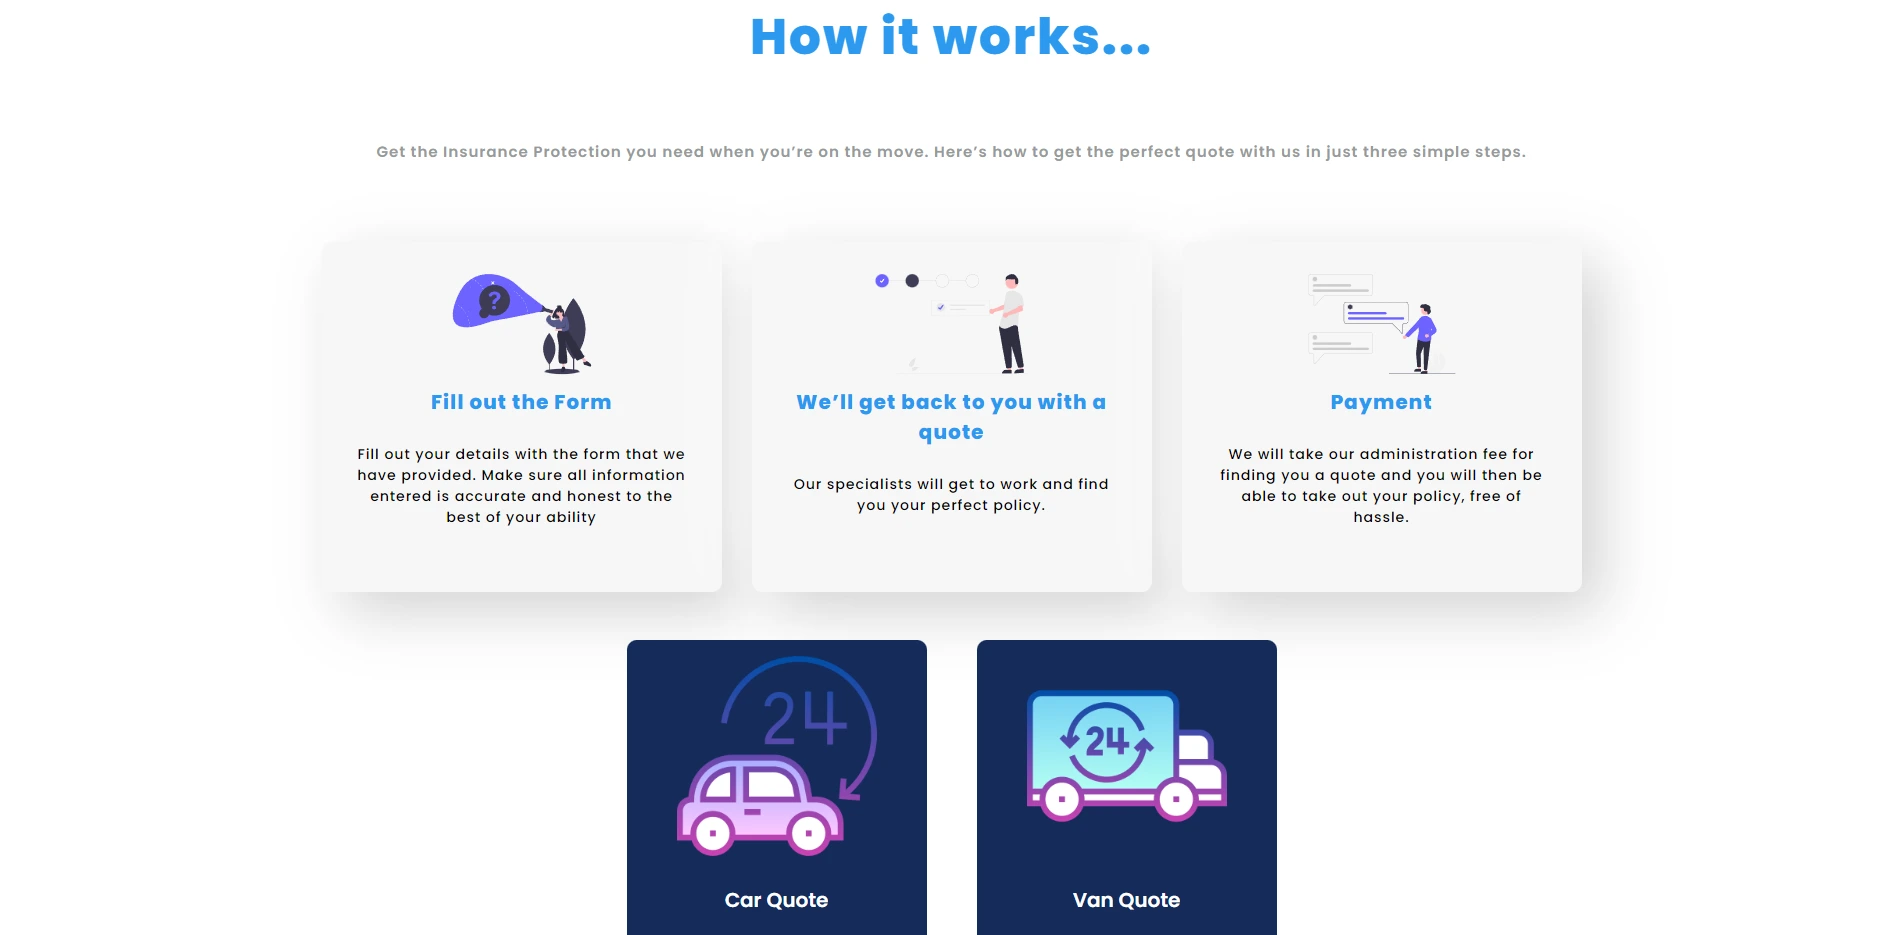 How it works...
Get the Insurance Protection you need when you’re on the move. Here’s how to get the perfect quote with us in just three simple steps.
?
Fill out the Form
Fill out your details with the form that we
have provided. Make sure all information
entered is accurate and honest to the
best of your ability
We’ll get back to you with a
quote
Our specialists will get to work and find
you your perfect policy.
Payment
We will take our administration fee for
finding you a quote and you will then be
able to take out your policy, free of
hassle.
24
Car Quote
24
Van Quote